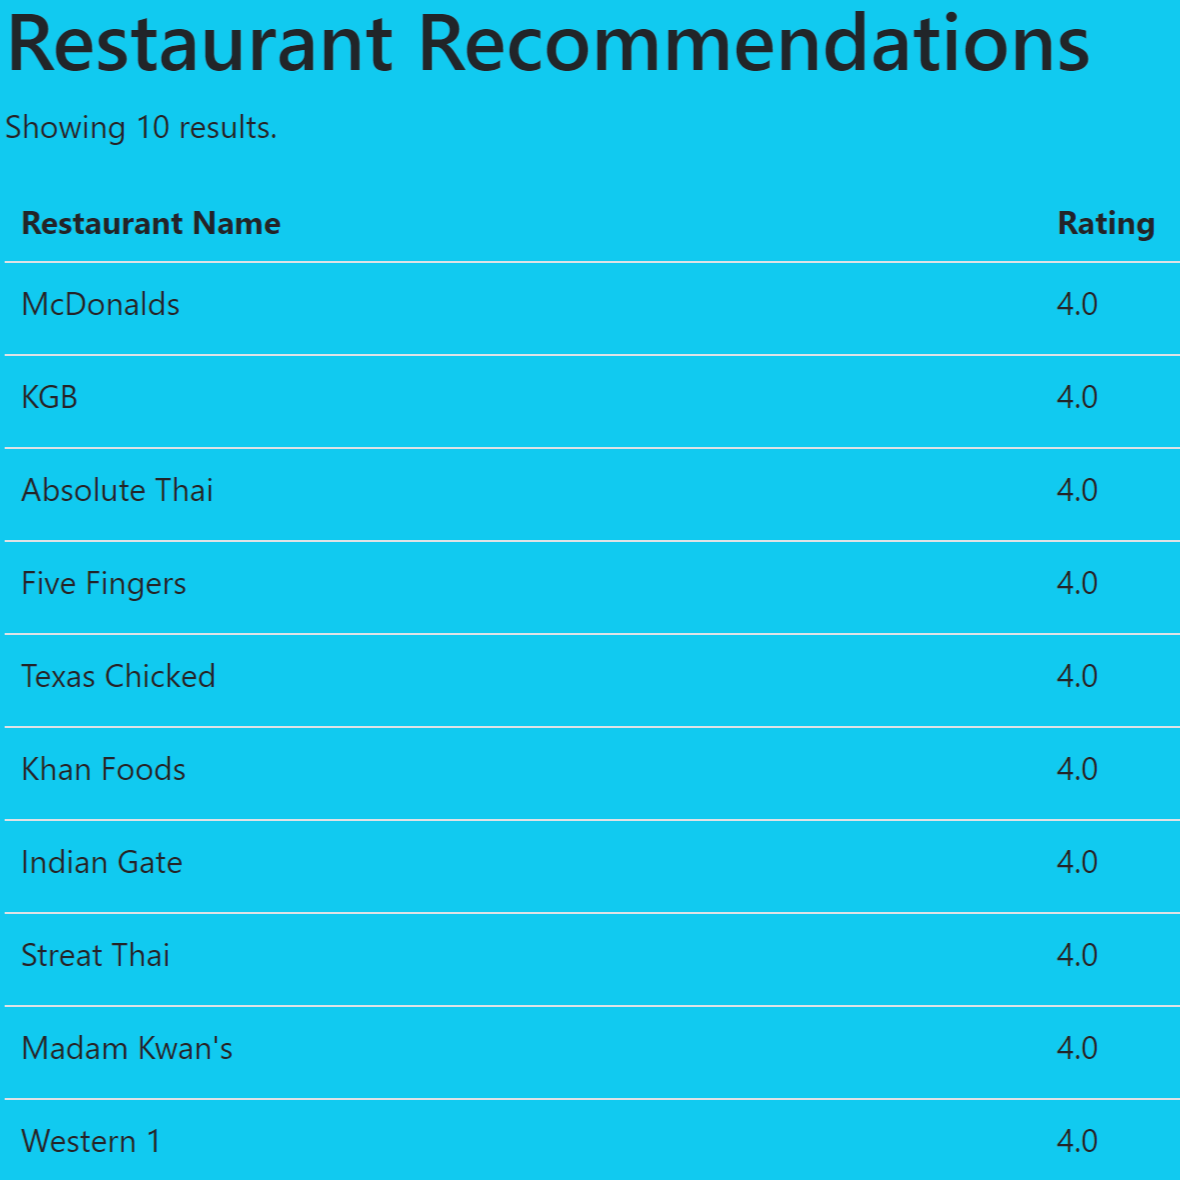 Restaurant Recommendations
Showing 10 results.
Restaurant Name Rating
McDonalds 4.0
KGB 4.0
Absolute Thai 4.0
Five Fingers 4.0
Texas Chicked 4.0
Khan Foods 4.0
Indian Gate 4.0
Streat Thai 4.0
Madam Kwan's 4.0
Western 1 4.0